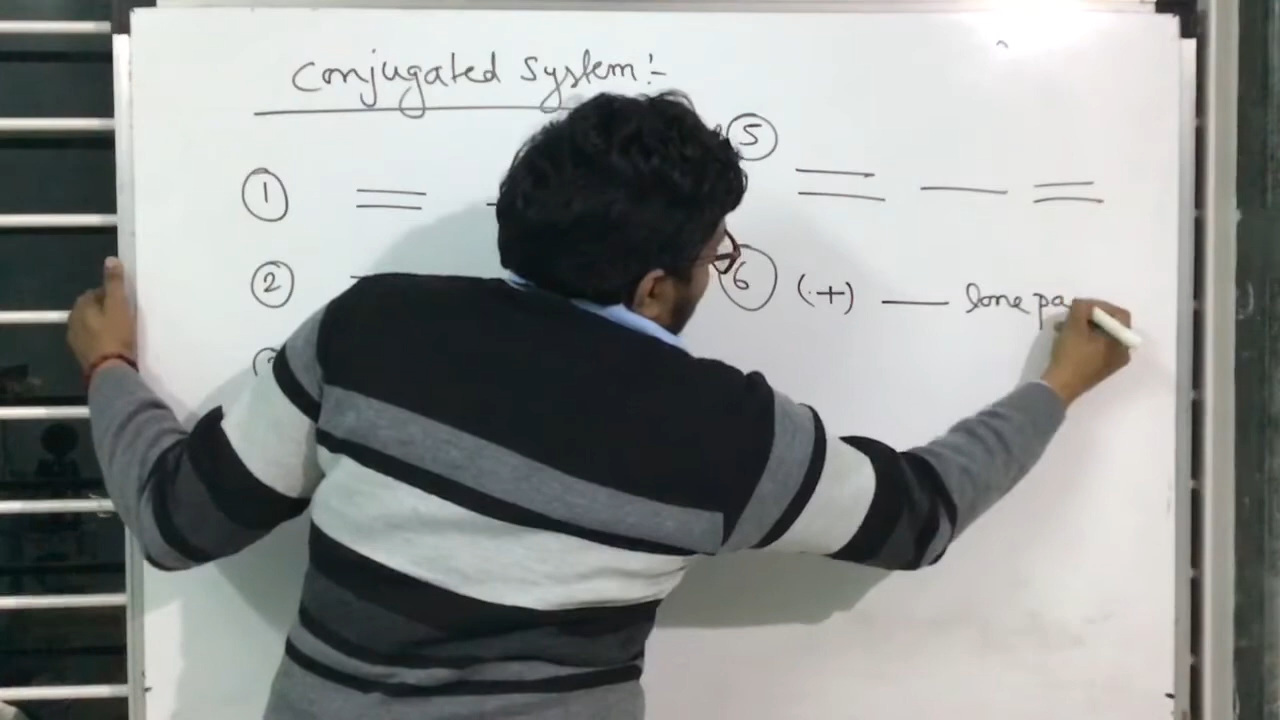 Conjugated System:-
①
②
⑤
⑥ (·+) — lone pa